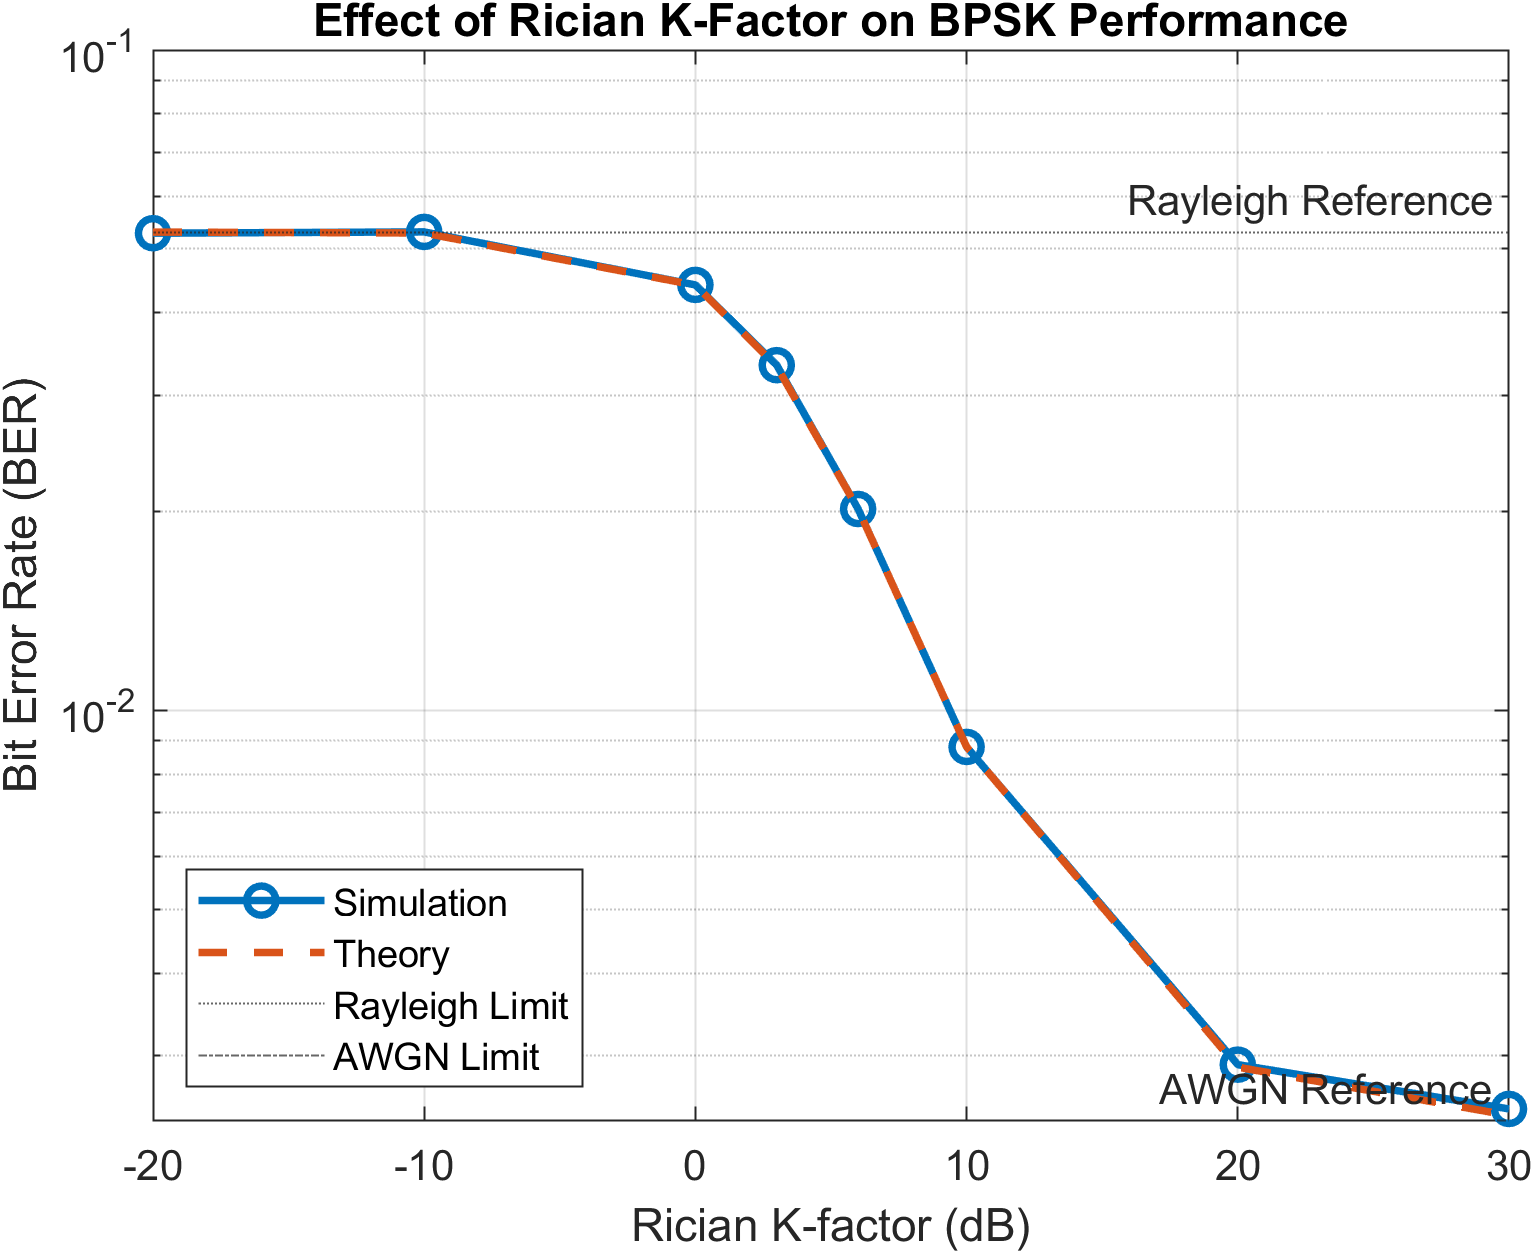 Effect of Rician K-Factor on BPSK Performance
10^-1
Rayleigh Reference
Bit Error Rate (BER)
10^-2
Simulation
Theory
Rayleigh Limit
AWGN Limit
AWGN Reference
-20 -10 0 10 20 30
Rician K-factor (dB)